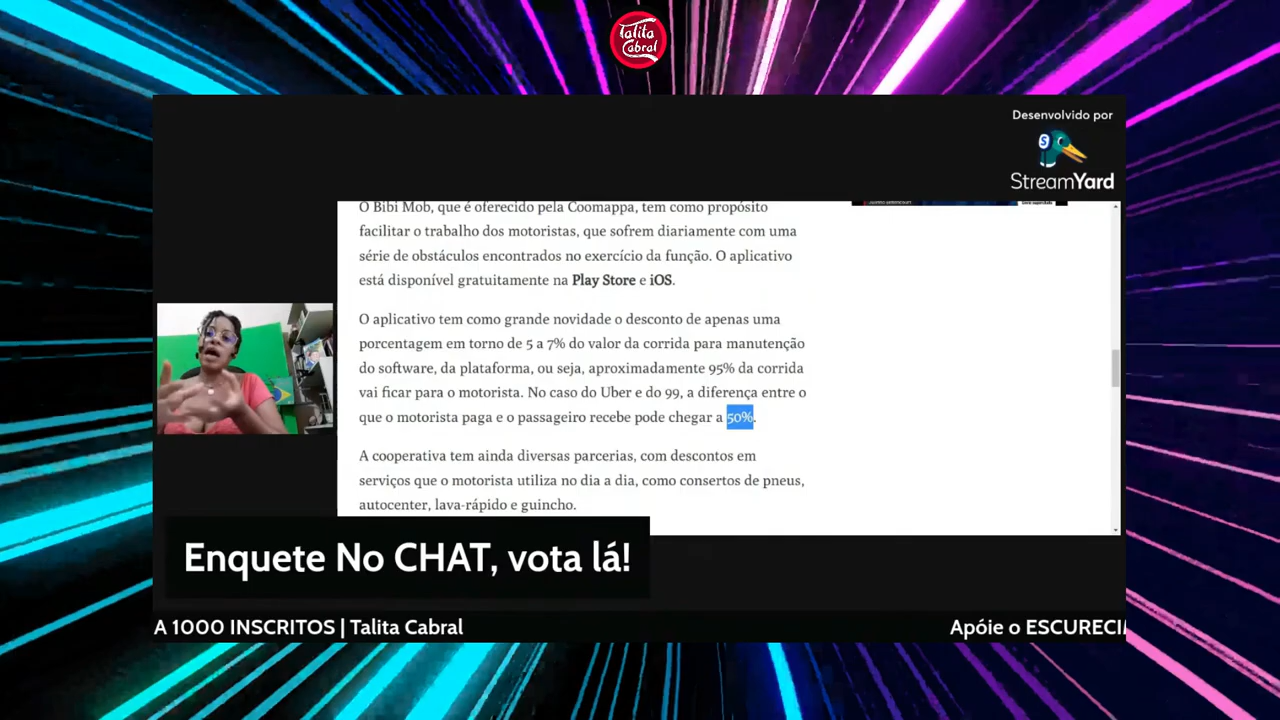 Talita
Cabral
Desenvolvido por
StreamYard
O Bibi Mob, que é oferecido pela Coomappa, tem como propósito
facilitar o trabalho dos motoristas, que sofrem diariamente com uma
série de obstáculos encontrados no exercício da função. O aplicativo
está disponível gratuitamente na Play Store e iOS.
O aplicativo tem como grande novidade o desconto de apenas uma
porcentagem em torno de 5 a 7% do valor da corrida para manutenção
do software, da plataforma, ou seja, aproximadamente 95% da corrida
vai ficar para o motorista. No caso do Uber e do 99, a diferença entre o
que o motorista paga e o passageiro recebe pode chegar a 50%.
A cooperativa tem ainda diversas parcerias, com descontos em
serviços que o motorista utiliza no dia a dia, como consertos de pneus,
autocenter, lava-rápido e guincho.
Enquete No CHAT, vota lá!
A 1000 INSCRITOS | Talita Cabral
Apóie o ESCURECI